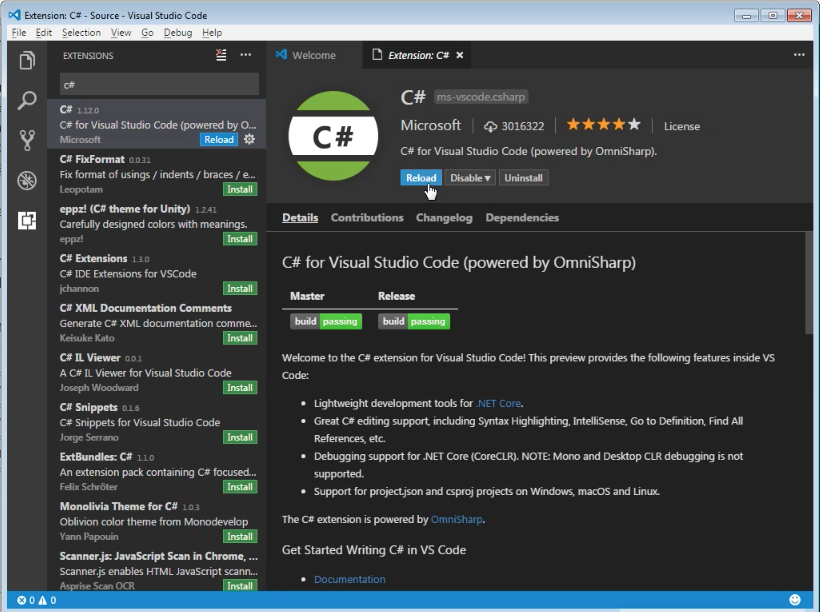 Extension: C# - Source - Visual Studio Code
File Edit Selection View Go Debug Help
EXTENSIONS
c#
C# 1.12.0
C# for Visual Studio Code (powered by O...
Microsoft Reload
C# FixFormat 0.0.31
Fix format of usings / indents / braces / e...
Leopotam Install
eppz! (C# theme for Unity) 1.2.41
Carefully designed colors with meanings.
eppz! Install
C# Extensions 1.3.0
C# IDE Extensions for VSCode
jchannon Install
C# XML Documentation Comments
Generate C# XML documentation comme...
Keisuke Kato Install
C# IL Viewer 0.0.1
A C# IL Viewer for Visual Studio Code
Joseph Woodward Install
C# Snippets 0.1.6
C# Snippets for Visual Studio Code
Jorge Serrano Install
ExtBundles: C# 1.1.0
An extension pack containing C# focused...
Felix Schröter Install
Monolivia Theme for C# 1.0.3
Oblivion color theme from Monodevelop
Yann Papouin Install
Scanner.js: JavaScript Scan in Chrome, ...
Scanner.js enables HTML JavaScript scann...
Asprise Scan OCR Install
Welcome Extension: C#
C#
C# ms-vscode.csharp
Microsoft 3016322 License
C# for Visual Studio Code (powered by OmniSharp).
Reload Disable Uninstall
Details Contributions Changelog Dependencies
C# for Visual Studio Code (powered by OmniSharp)
Master Release
build passing build passing
Welcome to the C# extension for Visual Studio Code! This preview provides the following features inside VS
Code:
• Lightweight development tools for .NET Core.
• Great C# editing support, including Syntax Highlighting, IntelliSense, Go to Definition, Find All
References, etc.
• Debugging support for .NET Core (CoreCLR). NOTE: Mono and Desktop CLR debugging is not
supported.
• Support for project.json and csproj projects on Windows, macOS and Linux.
The C# extension is powered by OmniSharp.
Get Started Writing C# in VS Code
• Documentation
0 0